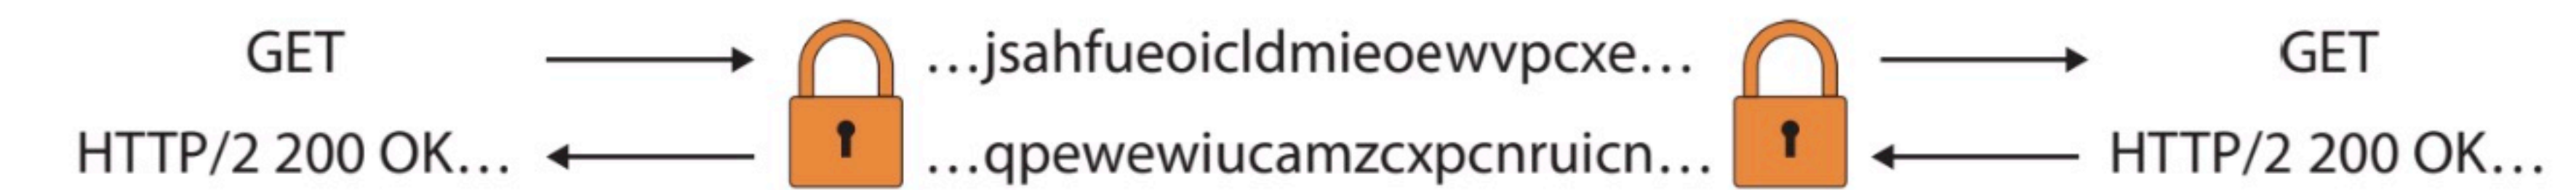 GET …jsahfueoicldmieoewvpcxe… GET
HTTP/2 200 OK… …qpewewiucamzcxpcnruicn… HTTP/2 200 OK…